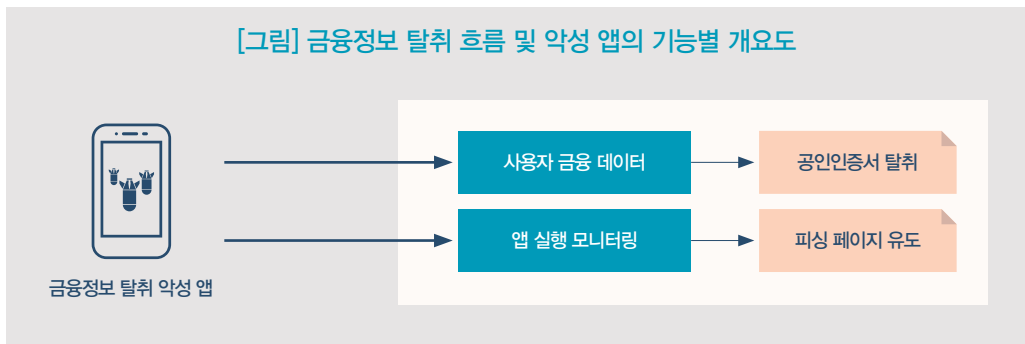 [그림] 금융정보 탈취 흐름 및 악성 앱의 기능별 개요도
사용자 금융 데이터
공인인증서 탈취
앱 실행 모니터링
피싱 페이지 유도
금융정보 탈취 악성 앱